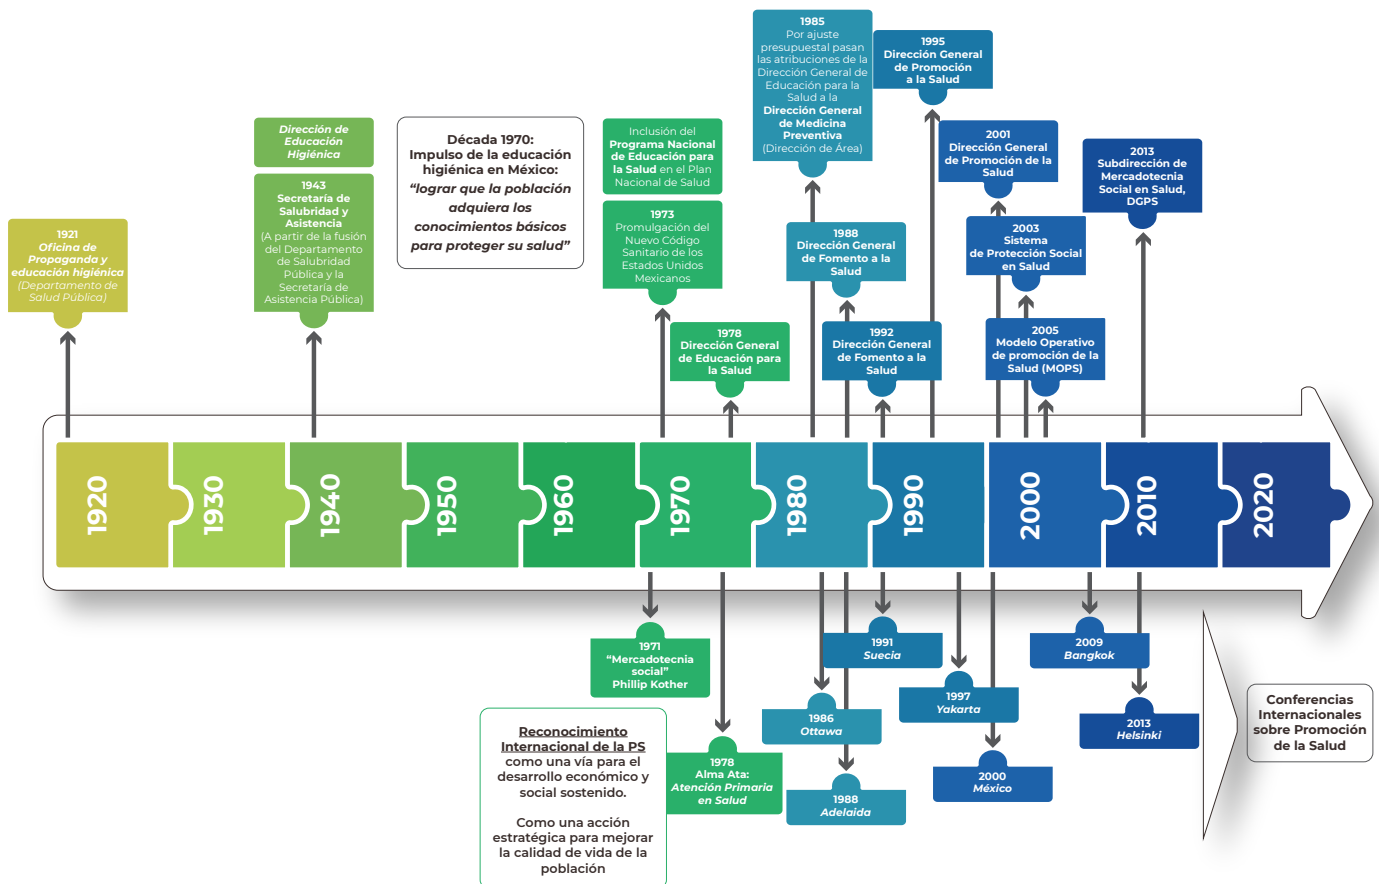 1985
Por ajuste
presupuestal pasan
las atribuciones de la
Dirección General de
Educación para la
Salud a la
Dirección General
de Medicina
Preventiva
(Dirección de Área)
1995
Dirección General
de Promoción
a la Salud
Dirección de
Educación
Higiénica
1943
Secretaría de
Salubridad y
Asistencia
(A partir de la fusión
del Departamento
de Salubridad
Pública y la
Secretaría de
Asistencia Pública)
Década 1970:
Impulso de la educación
higiénica en México:
“lograr que la población
adquiera los
conocimientos básicos
para proteger su salud”
Inclusión del
Programa Nacional
de Educación para
la Salud en el Plan
Nacional de Salud
1973
Promulgación del
Nuevo Código
Sanitario de los
Estados Unidos
Mexicanos
2001
Dirección General
de Promoción de la
Salud
2013
Subdirección de
Mercadotecnia
Social en Salud,
DGPS
1921
Oficina de
Propaganda y
educación higiénica
(Departamento de
Salud Pública)
1988
Dirección General
de Fomento a la
Salud
2003
Sistema
de Protección Social
en Salud
1978
Dirección General
de Educación para
la Salud
1992
Dirección General
de Fomento a la
Salud
2005
Modelo Operativo
de promoción de la
Salud (MOPS)
1920
1930
1940
1950
1960
1970
1980
1990
2000
2010
2020
1971
“Mercadotecnia
social”
Phillip Kother
1991
Suecia
2009
Bangkok
1986
Ottawa
1997
Yakarta
2013
Helsinki
1978
Alma Ata:
Atención Primaria
en Salud
1988
Adelaida
2000
México
Reconocimiento
Internacional de la PS
como una vía para el
desarrollo económico y
social sostenido.
Como una acción
estratégica para mejorar
la calidad de vida de la
población
Conferencias
Internacionales
sobre Promoción
de la Salud